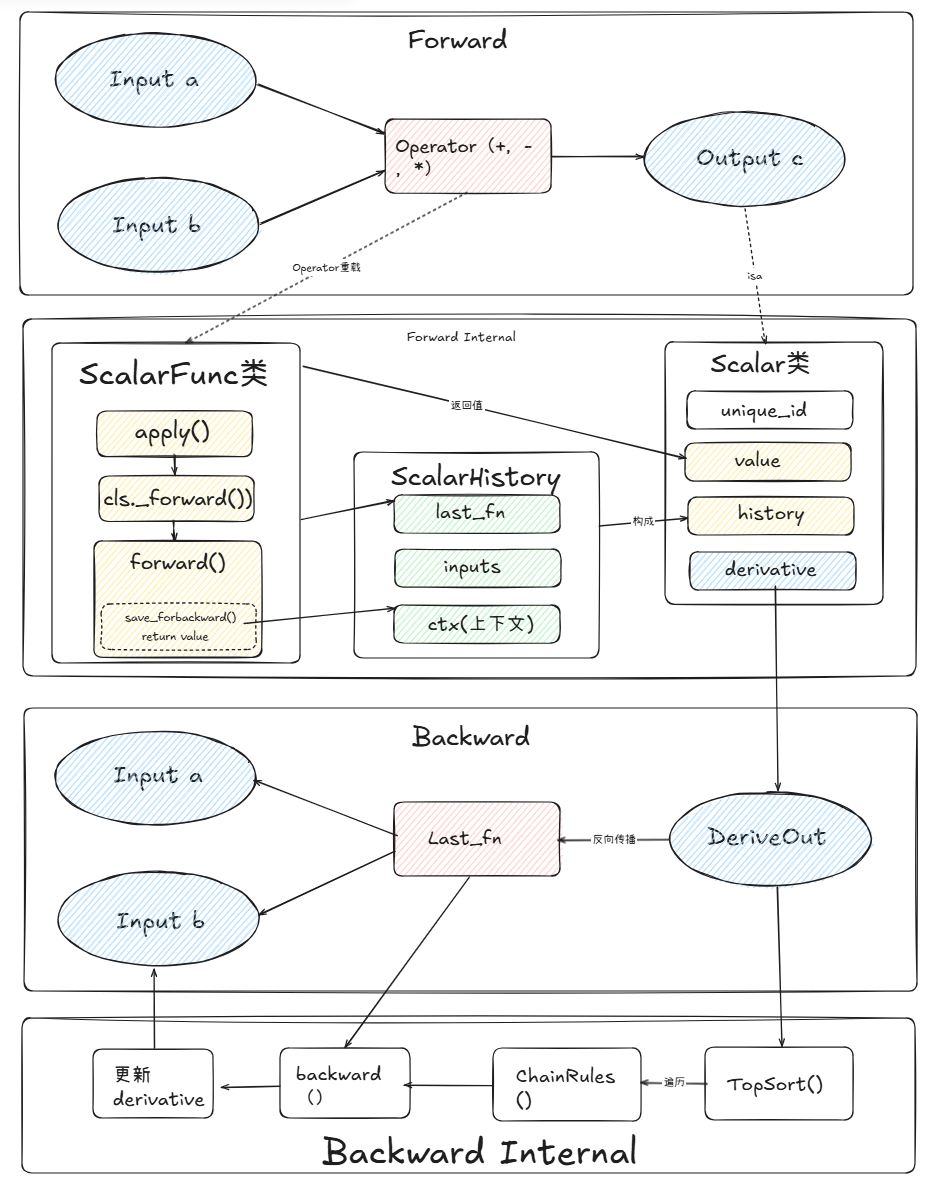 Forward
Input a
Operator (+, -
, *)
Output c
Input b
Operator重载
isa
Forward Internal
ScalarFunc类
apply()
cls._forward())
forward()
save_forbackward()
return value
返回值
ScalarHistory
last_fn
inputs
ctx(上下文)
构成
Scalar类
unique_id
value
history
derivative
Backward
Input a
Last_fn
反向传播
DeriveOut
Input b
更新
derivative
backward
()
ChainRules
()
遍历
TopSort()
Backward Internal